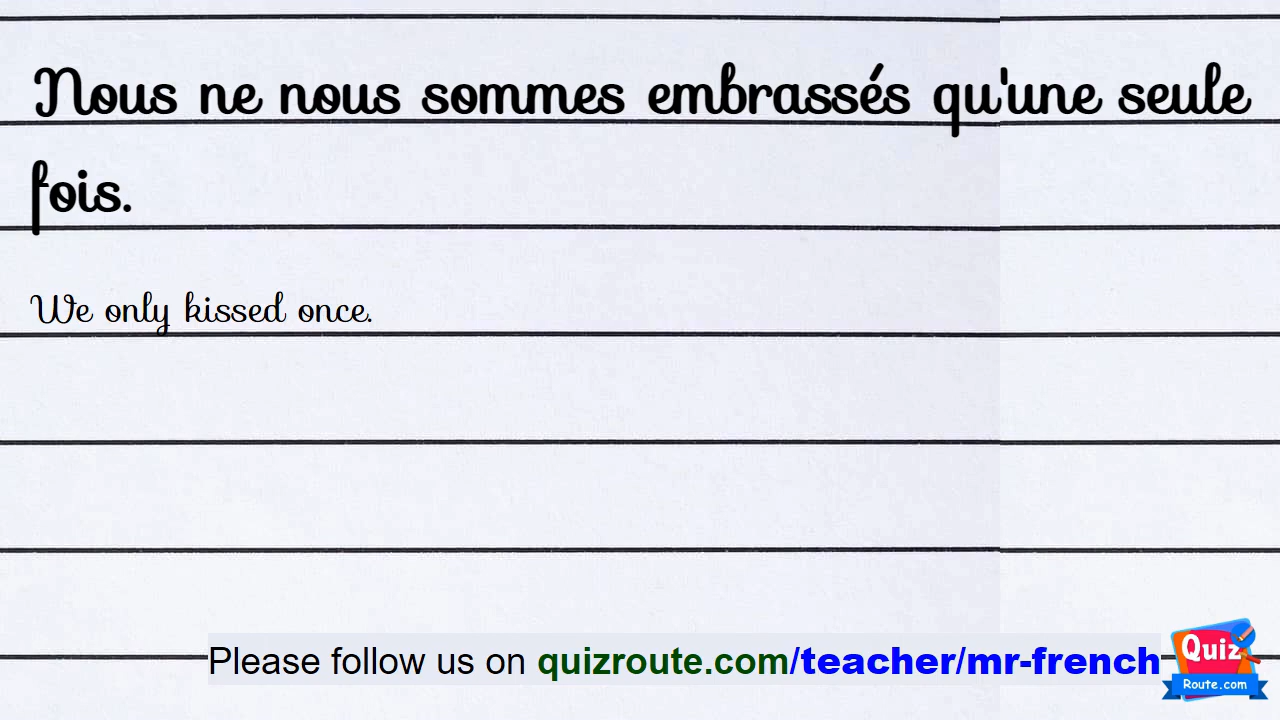 Nous ne nous sommes embrassés qu'une seule
fois.
We only kissed once.
Please follow us on quizroute.com/teacher/mr-french
Quiz
Route.com